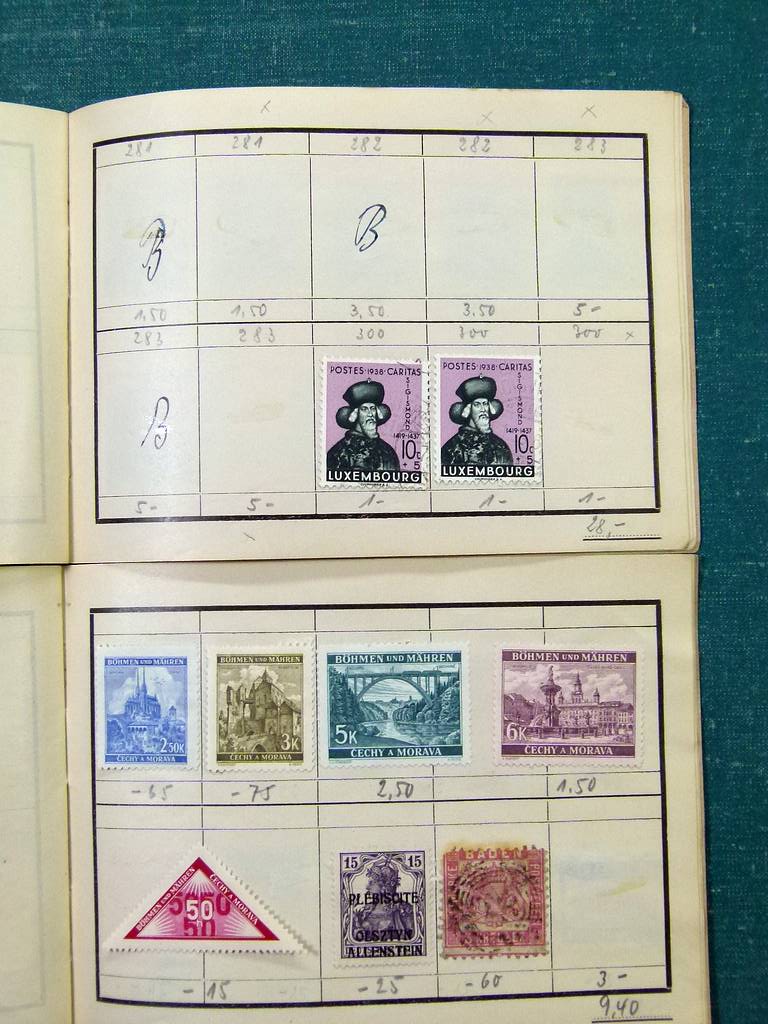 x x x
281 281 282 282 283
B B
1,50 1,50 3,50 3,50 5-
283 283 300 300 300 x
B
POSTES·1938·CARITAS
SIGISMOND
1419-1437
10c
+ 5
LUXEMBOURG
POSTES·1938·CARITAS
SIGISMOND
1419-1437
10c
+ 5
LUXEMBOURG
5- 5- 1- 1- 1-
28,-
BÖHMEN UND MÄHREN
2.50K
ČECHY A MORAVA
BÖHMEN UND MÄHREN
3K
ČECHY A MORAVA
BÖHMEN UND MÄHREN
5K
ČECHY A MORAVA
BÖHMEN UND MÄHREN
6K
ČECHY A MORAVA
-65 -75 2,50 1.50
BÖHMEN UND MÄHREN
ČECHY A MORAVA
50 50
50
50
15 15
PLÉBISCITE
OLSZTYN
ALLENSTEIN
BADEN
-15 -25 -60 3-
9,40